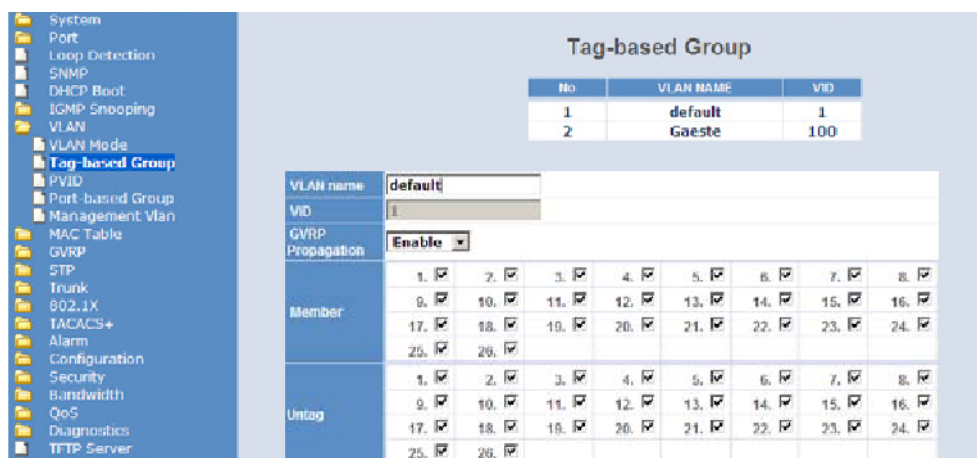 System
Port
Loop Detection
SNMP
DHCP Boot
IGMP Snooping
VLAN
VLAN Mode
Tag-based Group
PVID
Port-based Group
Management Vlan
MAC Table
GVRP
STP
Trunk
802.1X
TACACS+
Alarm
Configuration
Security
Bandwidth
QoS
Diagnostics
TFTP Server
Tag-based Group
No VLAN NAME VID
1 default 1
2 Gaeste 100
VLAN name default
VID 1
GVRP Propagation Enable
Member
1. 2. 3. 4. 5. 6. 7. 8.
9. 10. 11. 12. 13. 14. 15. 16.
17. 18. 19. 20. 21. 22. 23. 24.
25. 26.
Untag
1. 2. 3. 4. 5. 6. 7. 8.
9. 10. 11. 12. 13. 14. 15. 16.
17. 18. 19. 20. 21. 22. 23. 24.
25. 26.